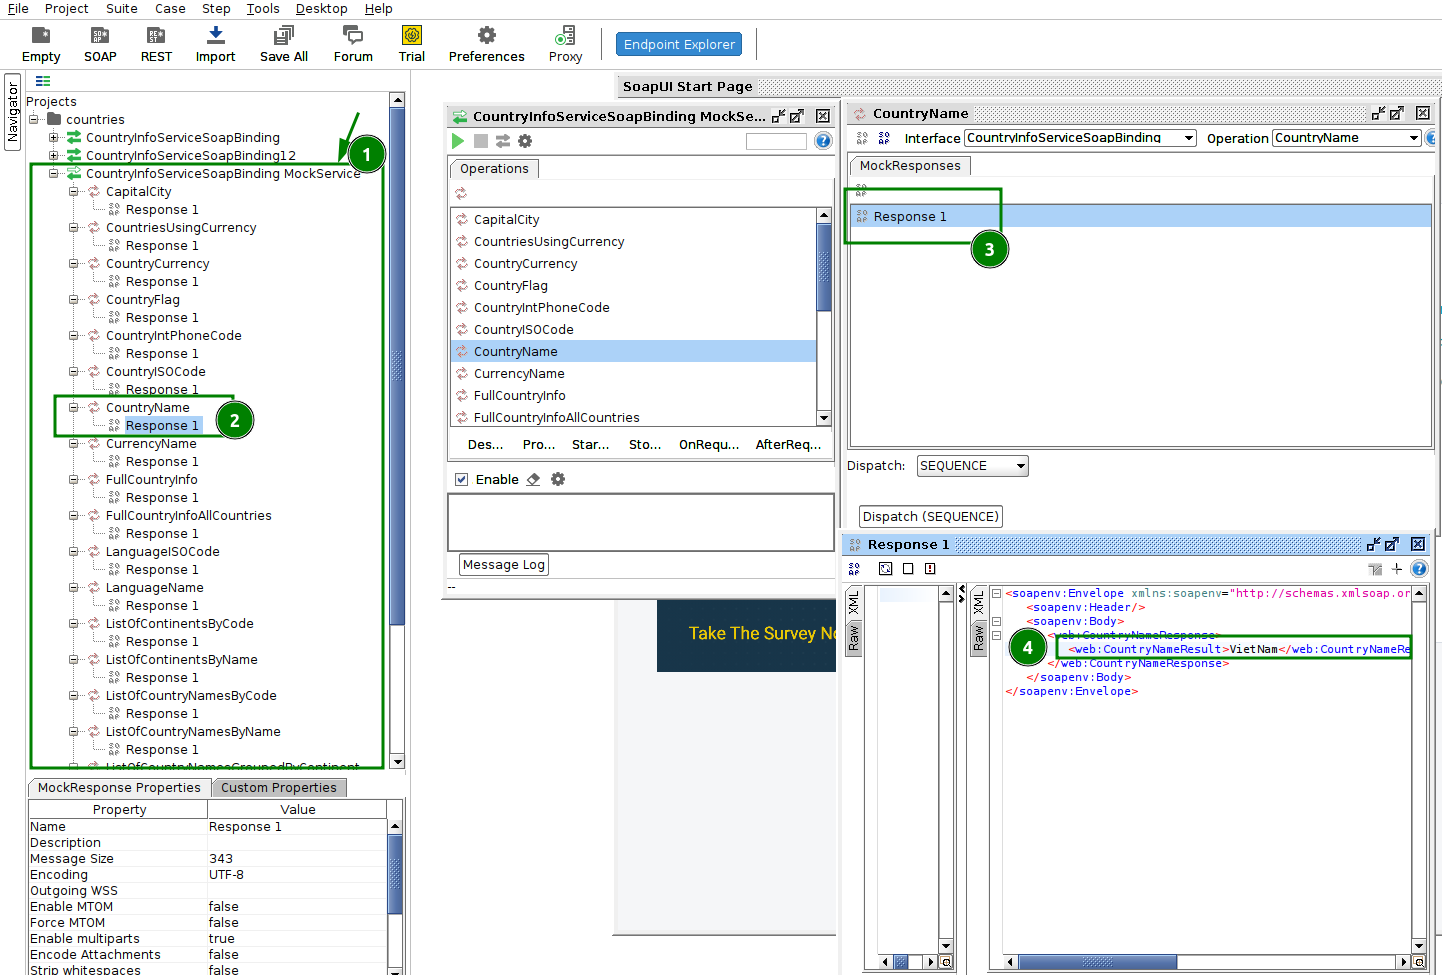 File Project Suite Case Step Tools Desktop Help
Empty SOAP REST Import Save All Forum Trial Preferences Proxy Endpoint Explorer
Navigator
Projects
countries
CountryInfoServiceSoapBinding
CountryInfoServiceSoapBinding12
1
CountryInfoServiceSoapBinding MockService
CapitalCity
Response 1
CountriesUsingCurrency
Response 1
CountryCurrency
Response 1
CountryFlag
Response 1
CountryIntPhoneCode
Response 1
CountryISOCode
Response 1
CountryName
2
Response 1
CurrencyName
Response 1
FullCountryInfo
Response 1
FullCountryInfoAllCountries
Response 1
LanguageISOCode
Response 1
LanguageName
Response 1
ListOfContinentsByCode
Response 1
ListOfContinentsByName
Response 1
ListOfCountryNamesByCode
Response 1
ListOfCountryNamesByName
Response 1
ListOfCountryNamesGroupedByContinent
MockResponse Properties Custom Properties
Property Value
Name Response 1
Description
Message Size 343
Encoding UTF-8
Outgoing WSS
Enable MTOM false
Force MTOM false
Enable multiparts true
Encode Attachments false
Strip whitespaces false
SoapUI Start Page
CountryInfoServiceSoapBinding MockSe...
Operations
CapitalCity
CountriesUsingCurrency
CountryCurrency
CountryFlag
CountryIntPhoneCode
CountryISOCode
CountryName
CurrencyName
FullCountryInfo
FullCountryInfoAllCountries
Des... Pro... Star... Sto... OnRequ... AfterReq...
Enable
Message Log
--
Take The Survey No
CountryName
Interface CountryInfoServiceSoapBinding Operation CountryName
MockResponses
Response 1
3
Dispatch: SEQUENCE
Dispatch (SEQUENCE)
Response 1
XML
Raw
XML
Raw
<soapenv:Envelope xmlns:soapenv="http://schemas.xmlsoap.or
<soapenv:Header/>
<soapenv:Body>
<web:CountryNameResponse>
4
<web:CountryNameResult>VietNam</web:CountryNameRe
</web:CountryNameResponse>
</soapenv:Body>
</soapenv:Envelope>